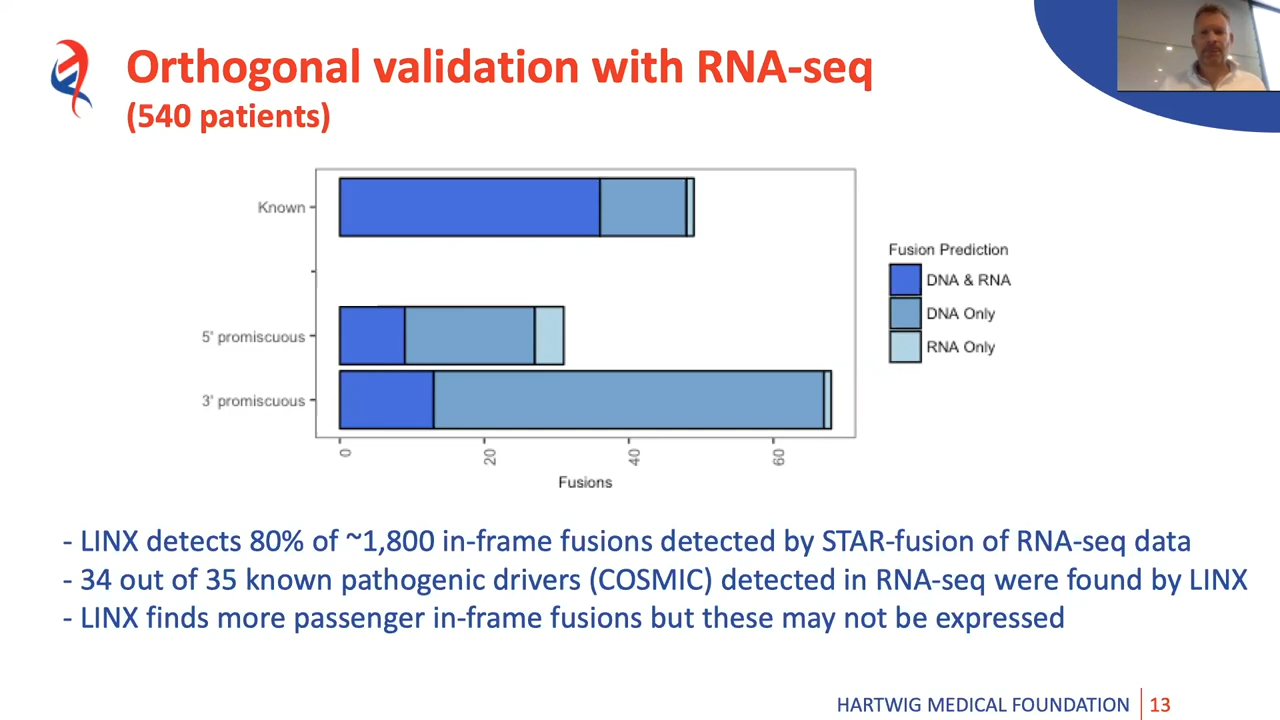 Orthogonal validation with RNA-seq
(540 patients)
Known
5' promiscuous
3' promiscuous
0
20
40
60
Fusions
Fusion Prediction
DNA & RNA
DNA Only
RNA Only
- LINX detects 80% of ~1,800 in-frame fusions detected by STAR-fusion of RNA-seq data
- 34 out of 35 known pathogenic drivers (COSMIC) detected in RNA-seq were found by LINX
- LINX finds more passenger in-frame fusions but these may not be expressed
HARTWIG MEDICAL FOUNDATION 13